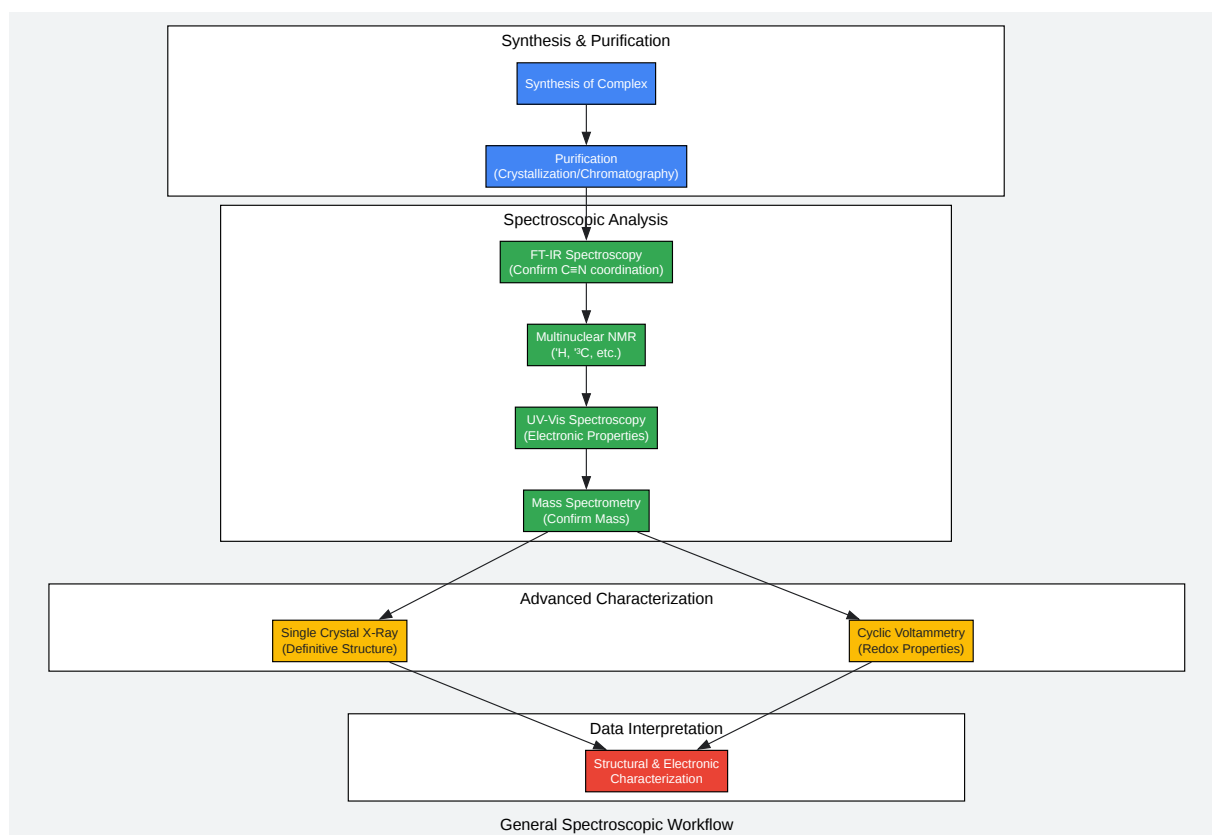 Synthesis & Purification
Synthesis of Complex
Purification
(Crystallization/Chromatography)
Spectroscopic Analysis
FT-IR Spectroscopy
(Confirm C≡N coordination)
Multinuclear NMR
('H, '³C, etc.)
UV-Vis Spectroscopy
(Electronic Properties)
Mass Spectrometry
(Confirm Mass)
Advanced Characterization
Single Crystal X-Ray
(Definitive Structure)
Cyclic Voltammetry
(Redox Properties)
Data Interpretation
Structural & Electronic
Characterization
General Spectroscopic Workflow